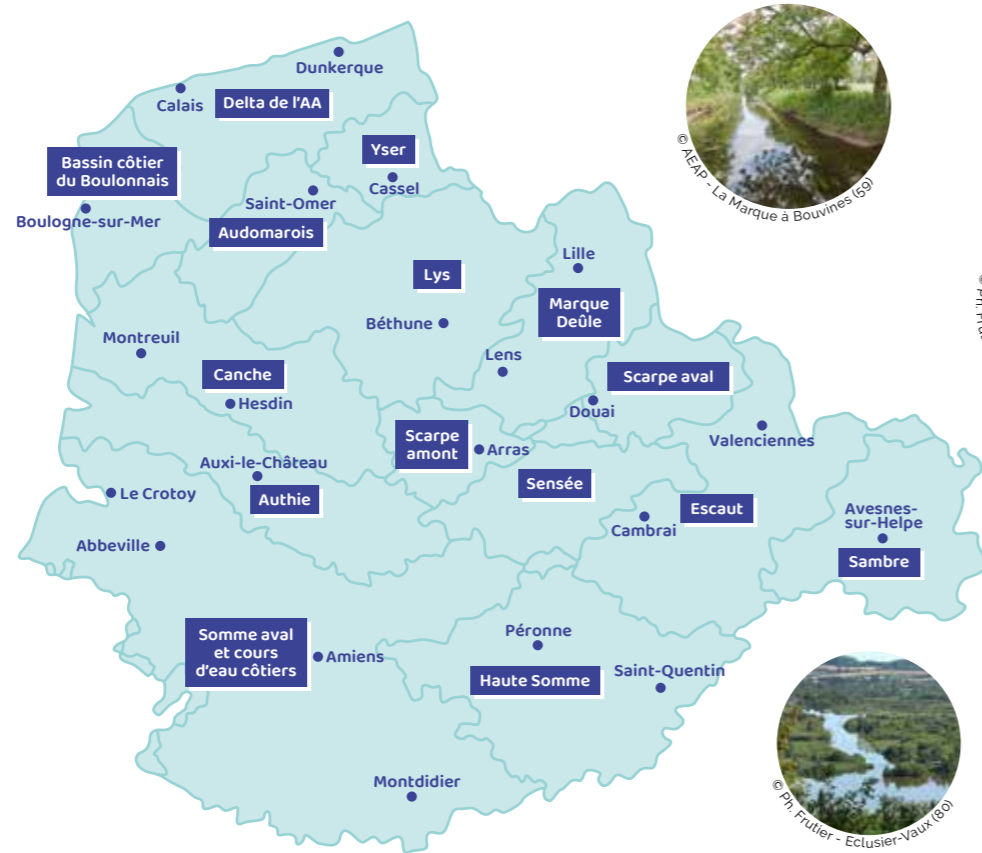 Dunkerque
Calais
Delta de l'AA
Yser
Cassel
Bassin côtier
du Boulonnais
Boulogne-sur-Mer
Saint-Omer
Audomarois
Lys
Lille
Marque
Deûle
Béthune
Montreuil
Lens
Canche
Hesdin
Scarpe aval
Douai
Valenciennes
Scarpe
amont
Arras
Auxi-le-Château
Authie
Le Crotoy
Sensée
Escaut
Cambrai
Avesnes-
sur-Helpe
Sambre
Abbeville
Somme aval
et cours
d'eau côtiers
Amiens
Péronne
Haute Somme
Saint-Quentin
Montdidier
© AEAP - La Marque à Bouvines (59)
© Ph. Frutier - Eclusier-Vaux (80)